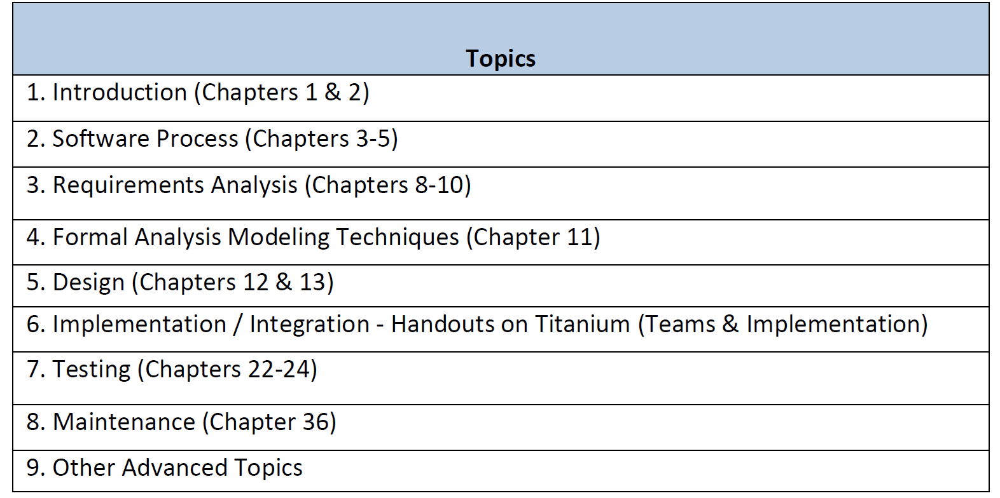 Topics
1. Introduction (Chapters 1 & 2)
2. Software Process (Chapters 3-5)
3. Requirements Analysis (Chapters 8-10)
4. Formal Analysis Modeling Techniques (Chapter 11)
5. Design (Chapters 12 & 13)
6. Implementation / Integration - Handouts on Titanium (Teams & Implementation)
7. Testing (Chapters 22-24)
8. Maintenance (Chapter 36)
9. Other Advanced Topics